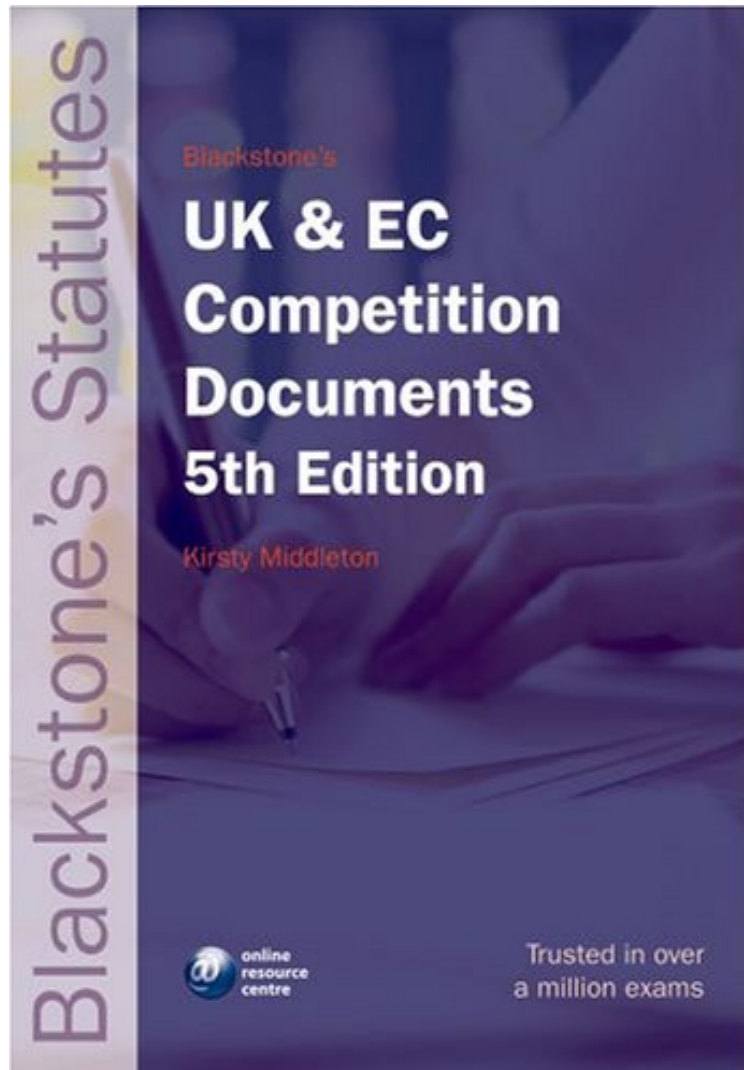 Blackstone's Statutes
Blackstone's
UK & EC
Competition
Documents
5th Edition
Kirsty Middleton
online
resource
centre
Trusted in over
a million exams